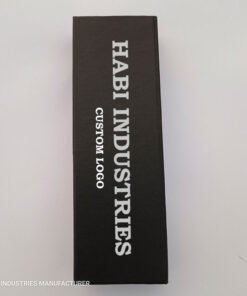 HABI INDUSTRIES
CUSTOM LOGO
INDUSTRIES MANUFACTURER